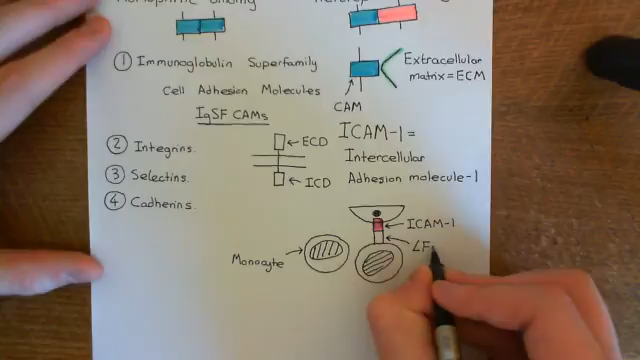 ① Immunoglobulin Superfamily
Cell Adhesion Molecules
IgSF CAMs
② Integrins.
③ Selectins.
④ Cadherins.
Extracellular
matrix = ECM
CAM
ECD
ICD
ICAM-1 =
Intercellular
Adhesion molecule-1
ICAM-1
LF
Monocyte